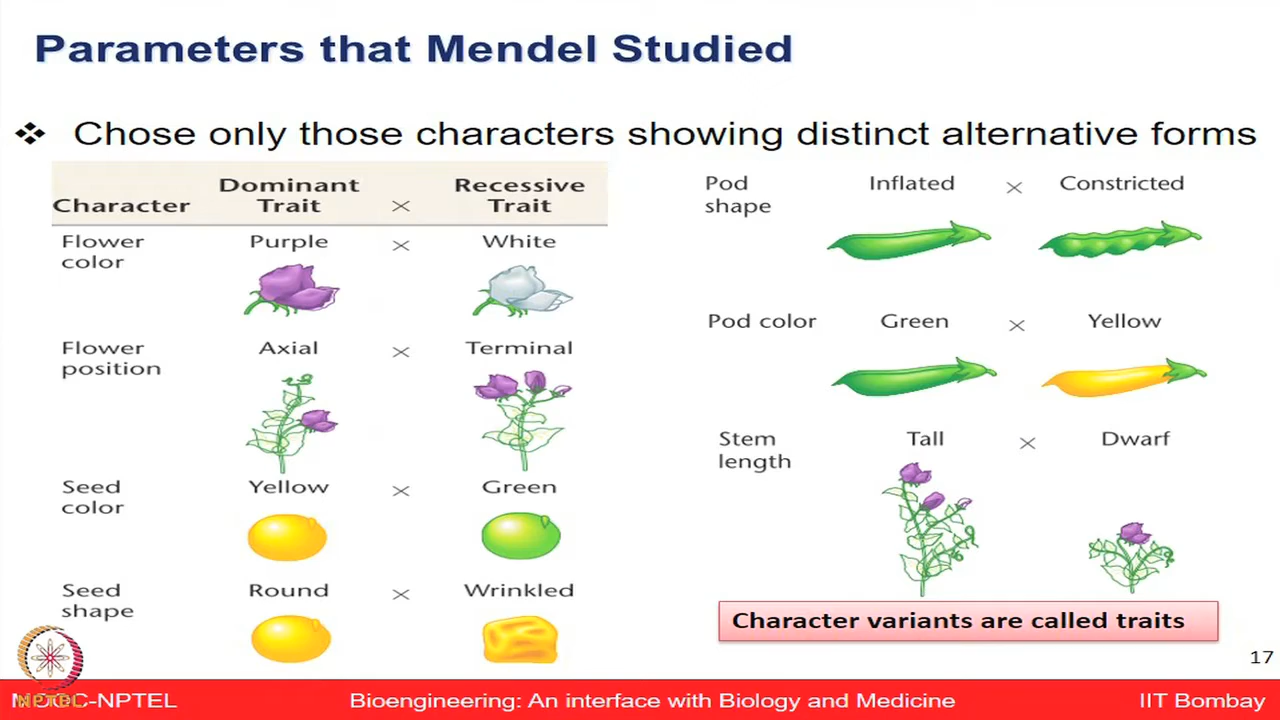 Parameters that Mendel Studied
❖ Chose only those characters showing distinct alternative forms
Character Dominant Trait × Recessive Trait
Flower color Purple × White
Flower position Axial × Terminal
Seed color Yellow × Green
Seed shape Round × Wrinkled
Pod shape Inflated × Constricted
Pod color Green × Yellow
Stem length Tall × Dwarf
Character variants are called traits
17
NPTEL
-NPTEL Bioengineering: An interface with Biology and Medicine IIT Bombay